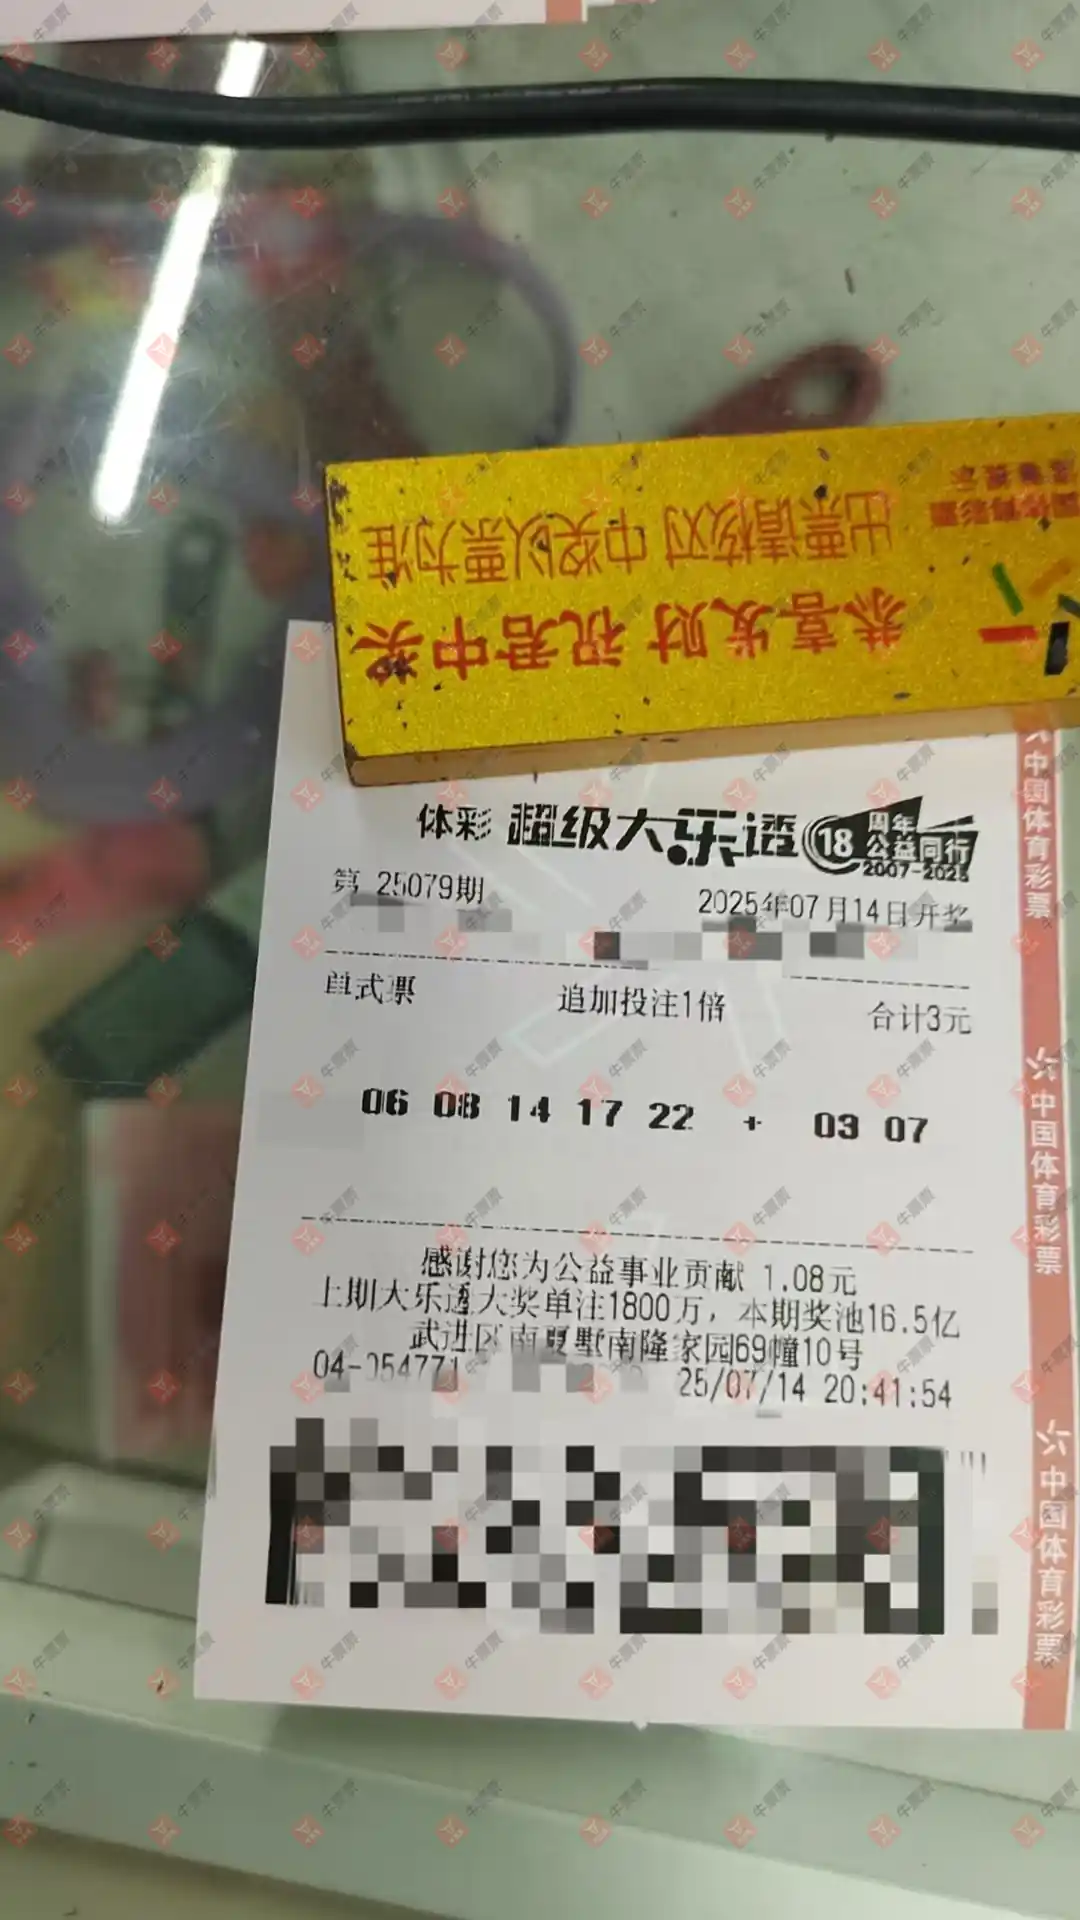 出票请核对 中奖以票为准
恭喜发财 祝君中奖
体彩 超级大乐透 18周年 公益同行 2007-2025
第 25079期
2025年07月14日开奖
单式票 追加投注1倍 合计3元
06 08 14 17 22 + 03 07
感谢您为公益事业贡献 1.08元
上期大乐透大奖单注1800万，本期奖池16.5亿
武进区南夏墅南隆家园69幢10号
04-054771 25/07/14 20:41:54
中国体育彩票
中国体育彩票
中国体育彩票
牛票票